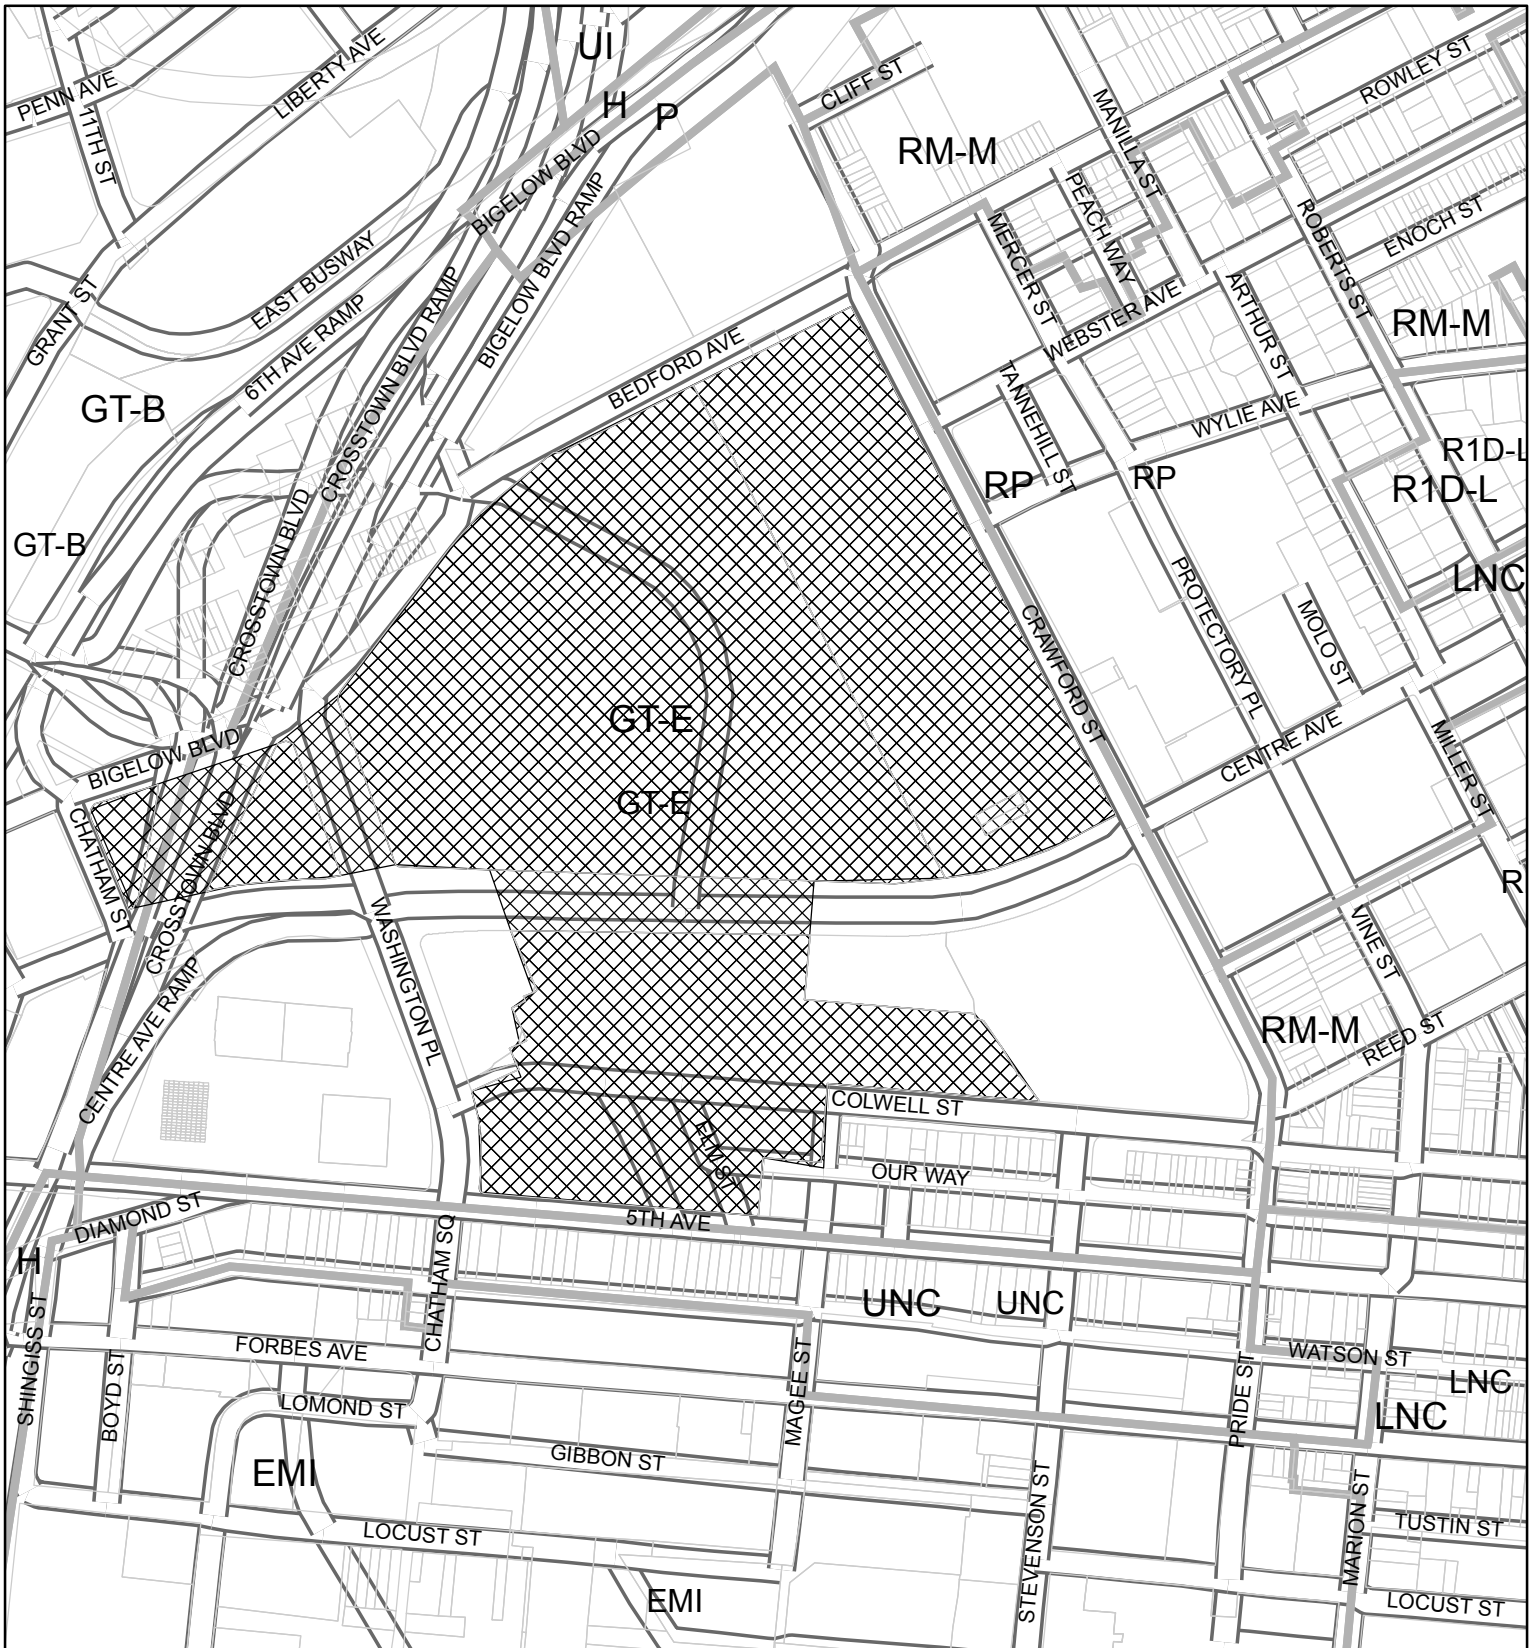 UI
PENN AVE
LIBERTY AVE
11TH ST
H
P
CLIFF ST
ROWLEY ST
MANILLA ST
RM-M
BIGELOW BLVD
BIGELOW BLVD RAMP
PEACH WAY
MERCER ST
ROBERTS ST
ENOCH ST
EAST BUSWAY
GRANT ST
6TH AVE RAMP
CROSSTOWN BLVD RAMP
WEBSTER AVE
ARTHUR ST
RM-M
BEDFORD AVE
TANNEHILL ST
GT-B
WYLIE AVE
R1D-L
R1D-L
RP
RP
GT-B
CROSSTOWN BLVD
LNC
PROTECTORY PL
MOLO ST
CRAWFORD ST
GT-E
GT-E
CENTRE AVE
BIGELOW BLVD
MILLER ST
CHATHAM ST
CROSSTOWN BLVD
R
WASHINGTON PL
VINE ST
CENTRE AVE RAMP
RM-M
REED ST
COLWELL ST
ELM ST
OUR WAY
5TH AVE
DIAMOND ST
H
CHATHAM SQ
UNC
UNC
SHINGISS ST
FORBES AVE
BOYD ST
WATSON ST
LNC
LNC
MAGEE ST
PRIDE ST
LOMOND ST
GIBBON ST
EMI
STEVENSON ST
MARION ST
LOCUST ST
TUSTIN ST
EMI
LOCUST ST